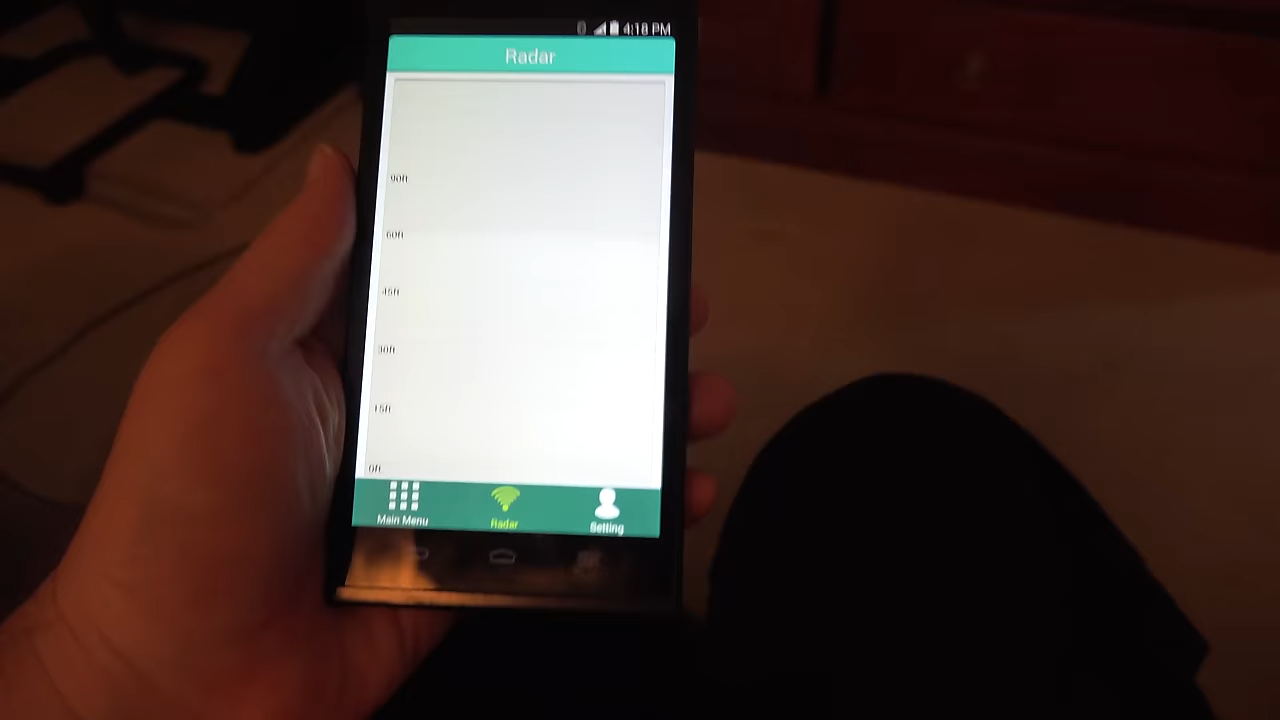 4:18 PM
Radar
90ft
60ft
45ft
30ft
15ft
0ft
Main Menu
Radar
Setting